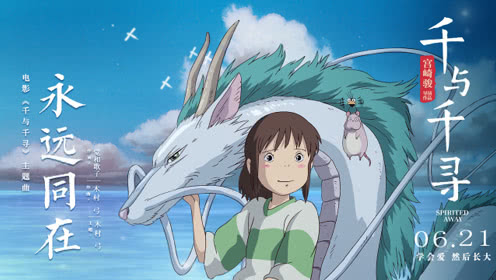 永远同在
电影《千与千寻》主题曲
千与千寻
宫崎骏
SPIRITED
AWAY
06.21
学会爱 然后长大